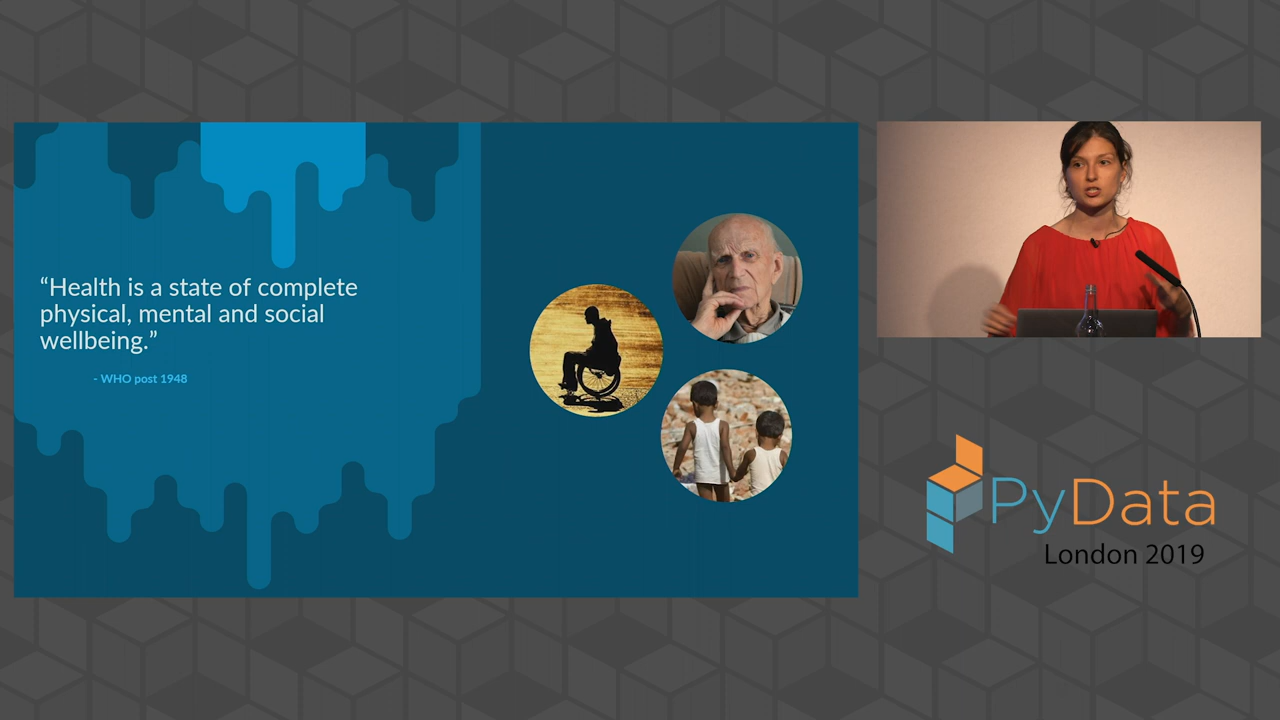 “Health is a state of complete
physical, mental and social
wellbeing.”
- WHO post 1948
PyData
London 2019